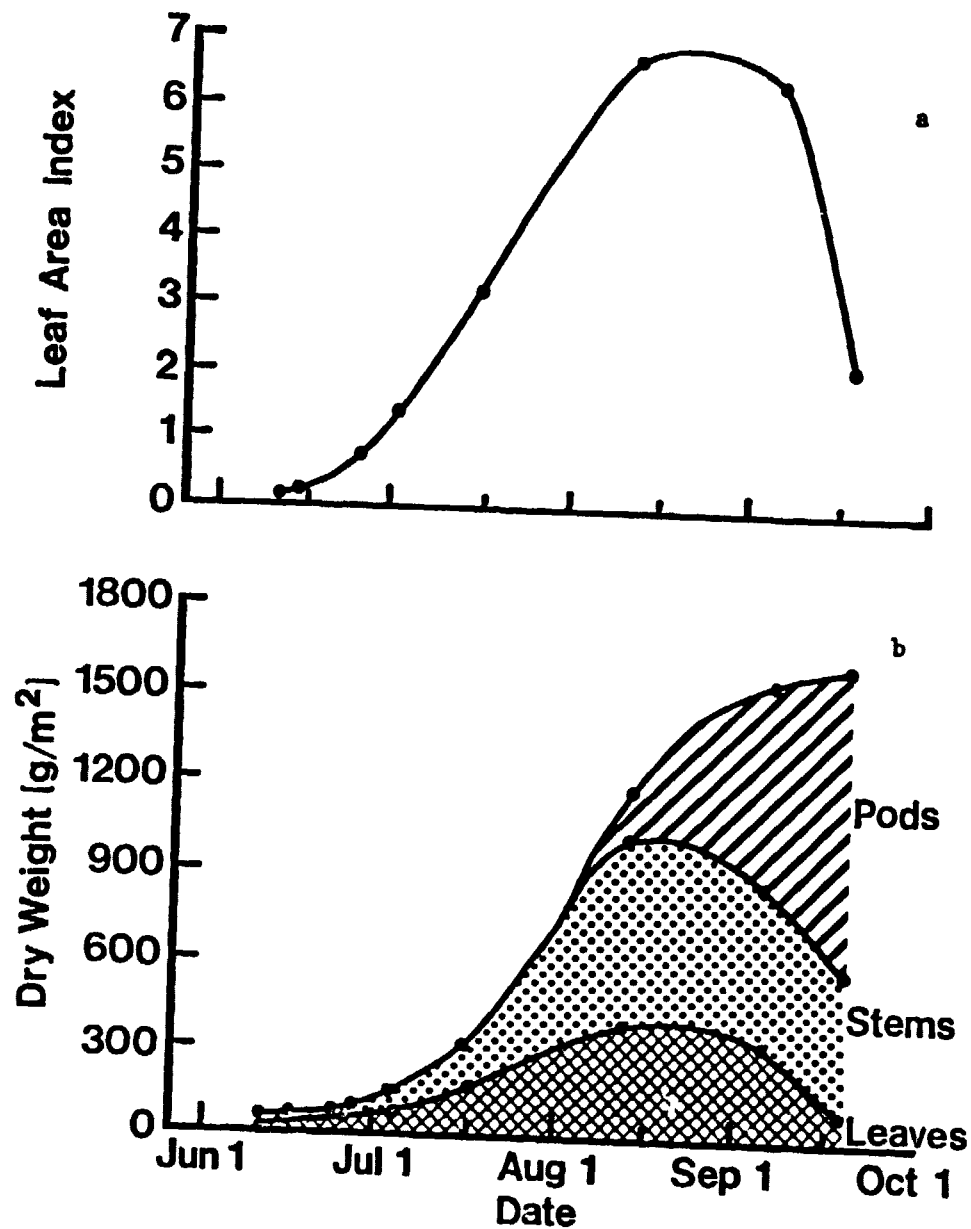 7
6
5
4
3
2
1
0
Leaf Area Index
a
1800
1500
1200
900
600
300
0
Dry Weight [g/m²]
b
Pods
Stems
Leaves
Jun 1 Jul 1 Aug 1 Sep 1 Oct 1
Date